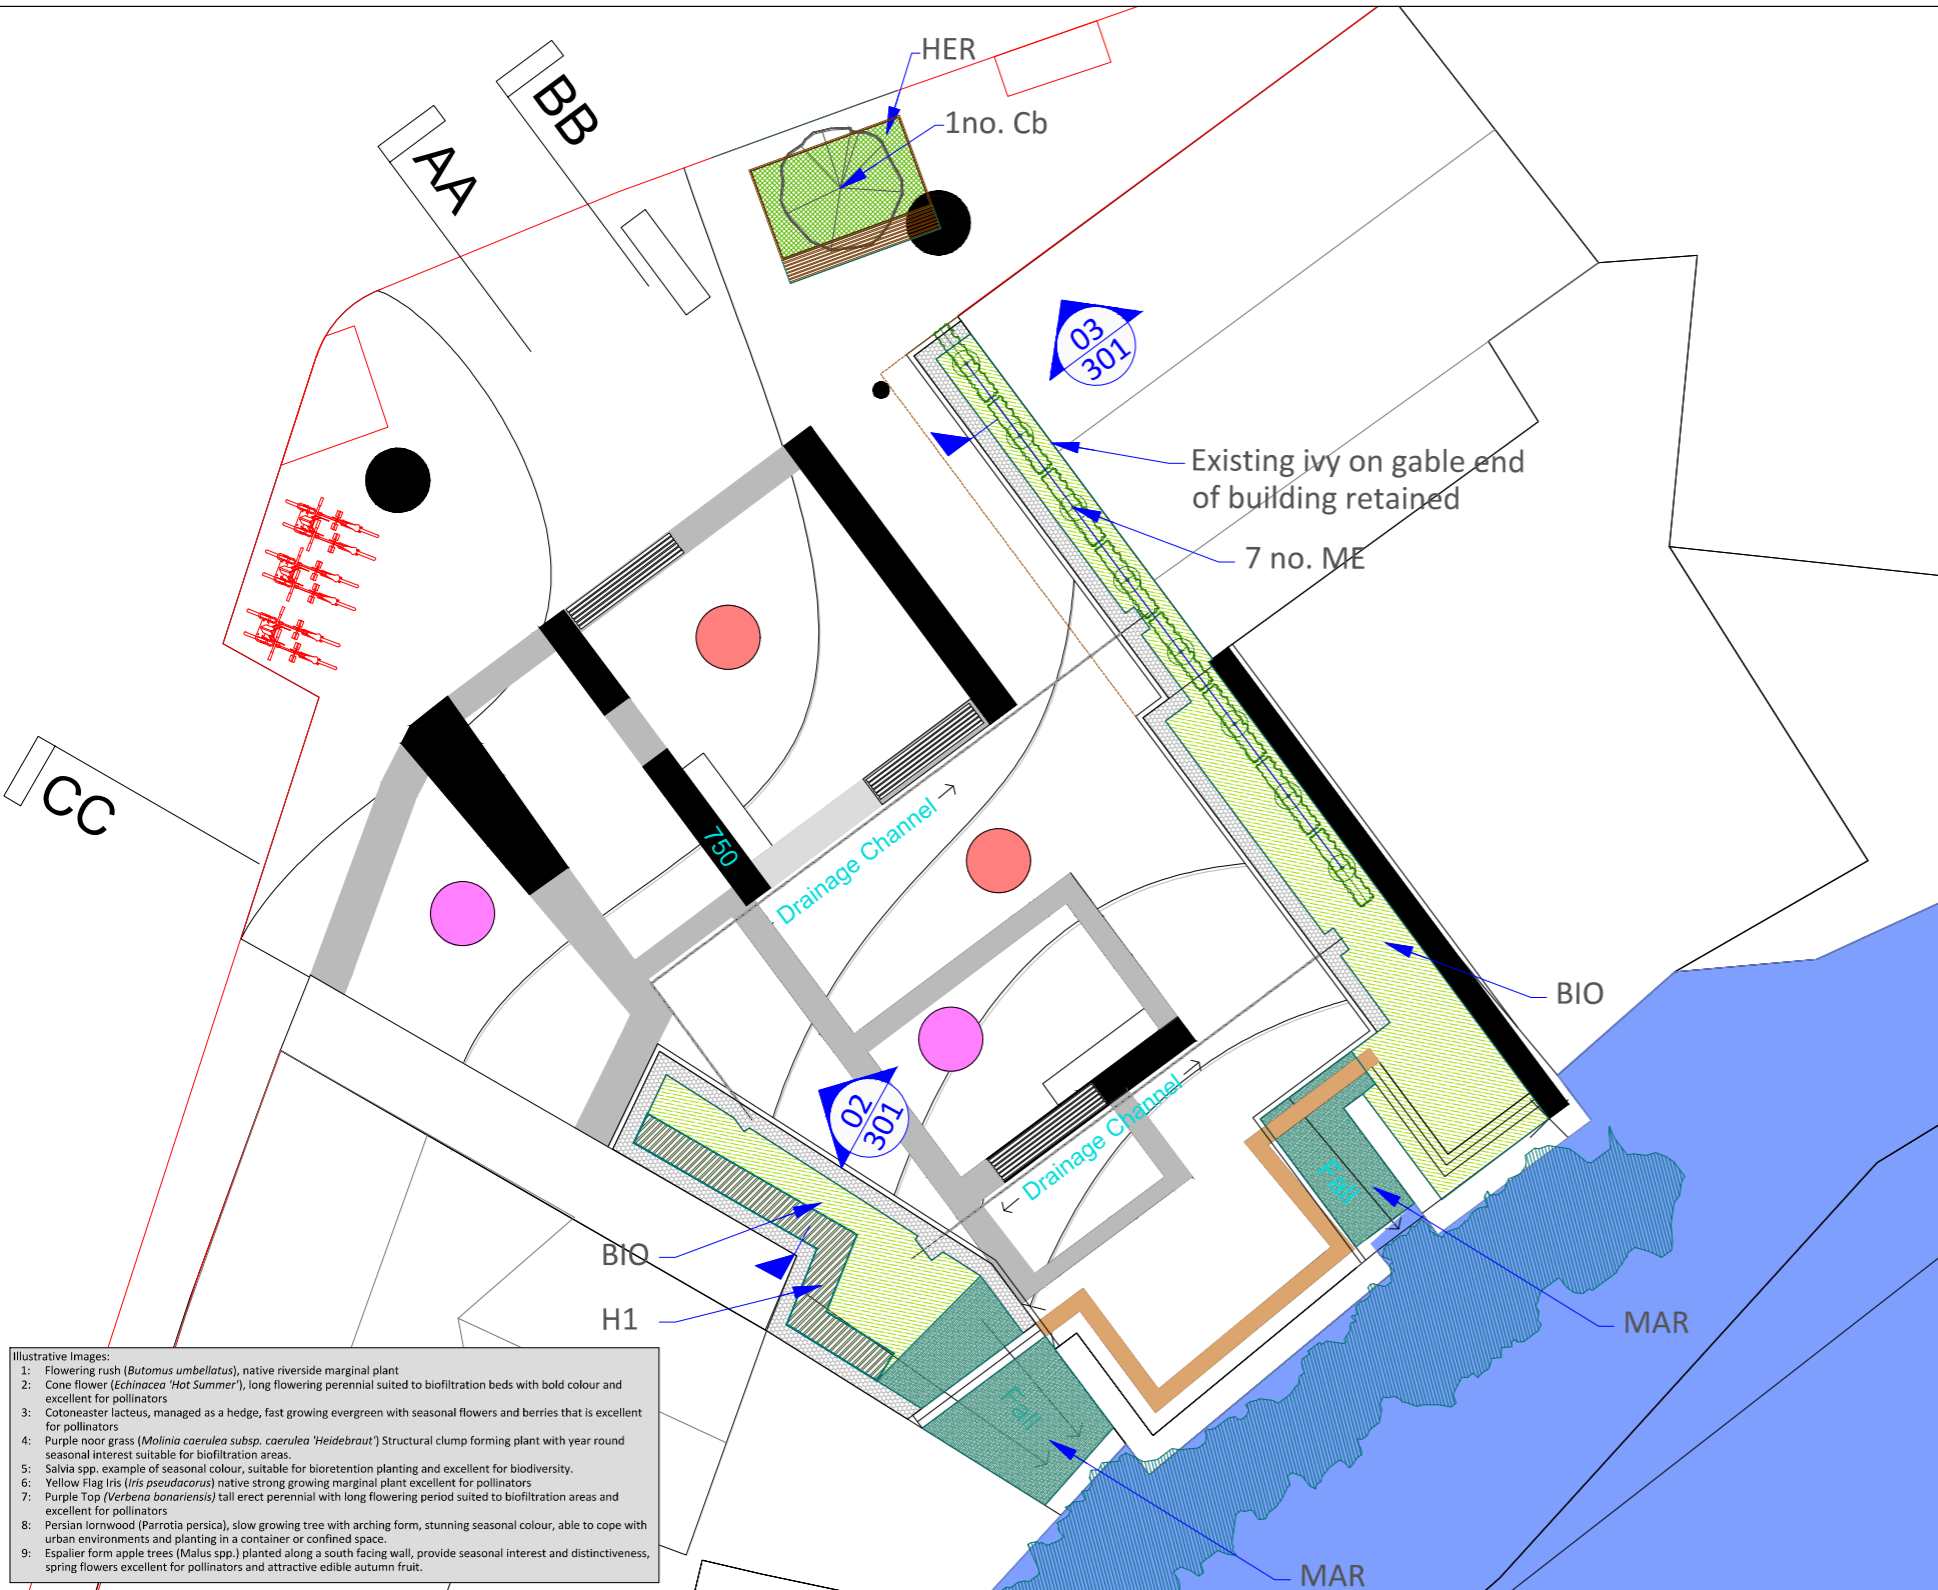 HER
BB
1no. Cb
AA
03
301
Existing ivy on gable end
of building retained
7 no. ME
CC
750
Drainage Channel
BIO
02
301
Drainage Channel
Fall
BIO
H1
MAR
Fall
MAR
Illustrative Images:
1: Flowering rush (Butomus umbellatus), native riverside marginal plant
2: Cone flower (Echinacea 'Hot Summer'), long flowering perennial suited to biofiltration beds with bold colour and
excellent for pollinators
3: Cotoneaster lacteus, managed as a hedge, fast growing evergreen with seasonal flowers and berries that is excellent
for pollinators
4: Purple noor grass (Molinia caerulea subsp. caerulea 'Heidebraut') Structural clump forming plant with year round
seasonal interest suitable for biofiltration areas.
5: Salvia spp. example of seasonal colour, suitable for bioretention planting and excellent for biodiversity.
6: Yellow Flag Iris (Iris pseudacorus) native strong growing marginal plant excellent for pollinators
7: Purple Top (Verbena bonariensis) tall erect perennial with long flowering period suited to biofiltration areas and
excellent for pollinators
8: Persian Iornwood (Parrotia persica), slow growing tree with arching form, stunning seasonal colour, able to cope with
urban environments and planting in a container or confined space.
9: Espalier form apple trees (Malus spp.) planted along a south facing wall, provide seasonal interest and distinctiveness,
spring flowers excellent for pollinators and attractive edible autumn fruit.